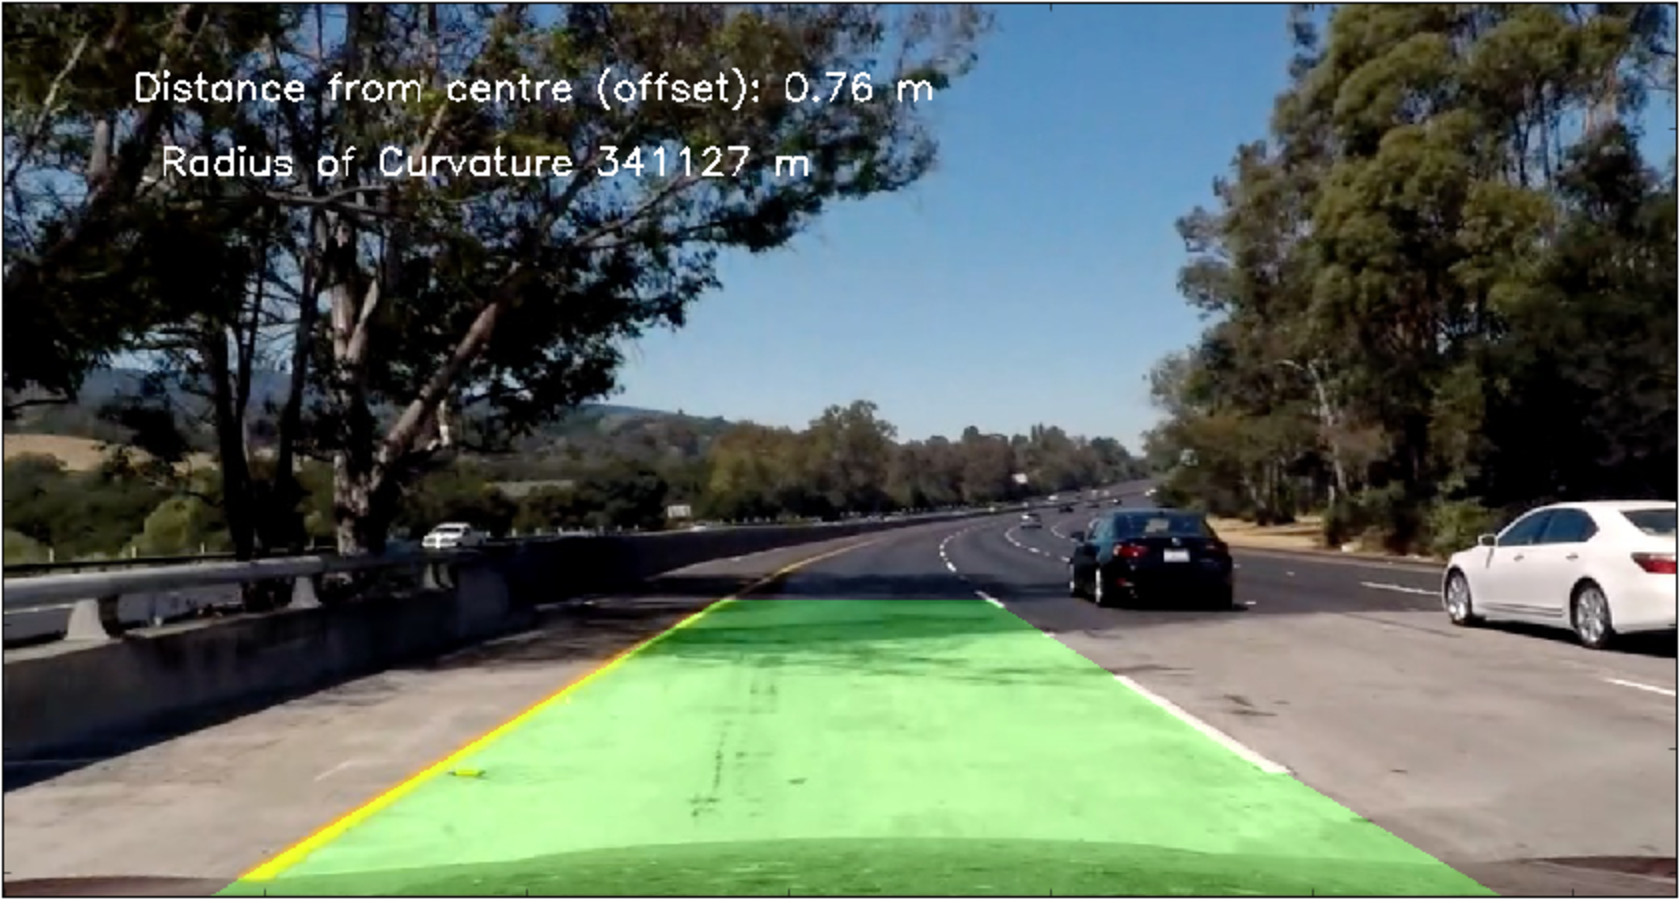 Distance from centre (offset): 0.76 m
Radius of Curvature 341127 m